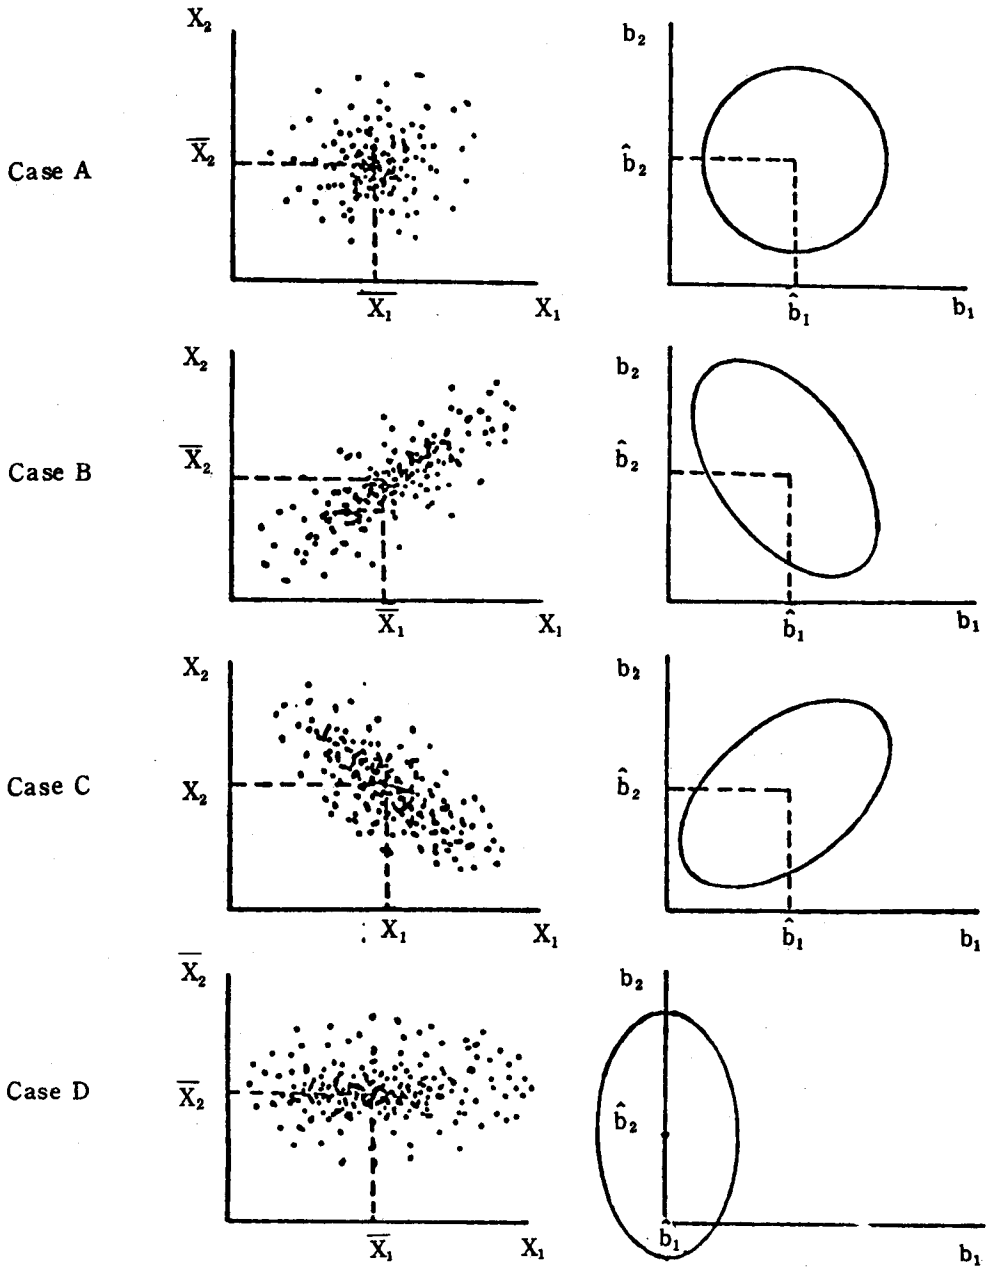 X₂
X̅₂
Case A
X̅₁
X₁
b₂
b̂₂
b̂₁
b₁
X₂
X̅₂
Case B
X̅₁
X₁
b₂
b̂₂
b̂₁
b₁
X₂
Case C
X₂
X₁
X₁
b₂
b̂₂
b̂₁
b₁
X̅₂
Case D
X̅₂
X̅₁
X₁
b₂
b̂₂
b̂₁
b₁